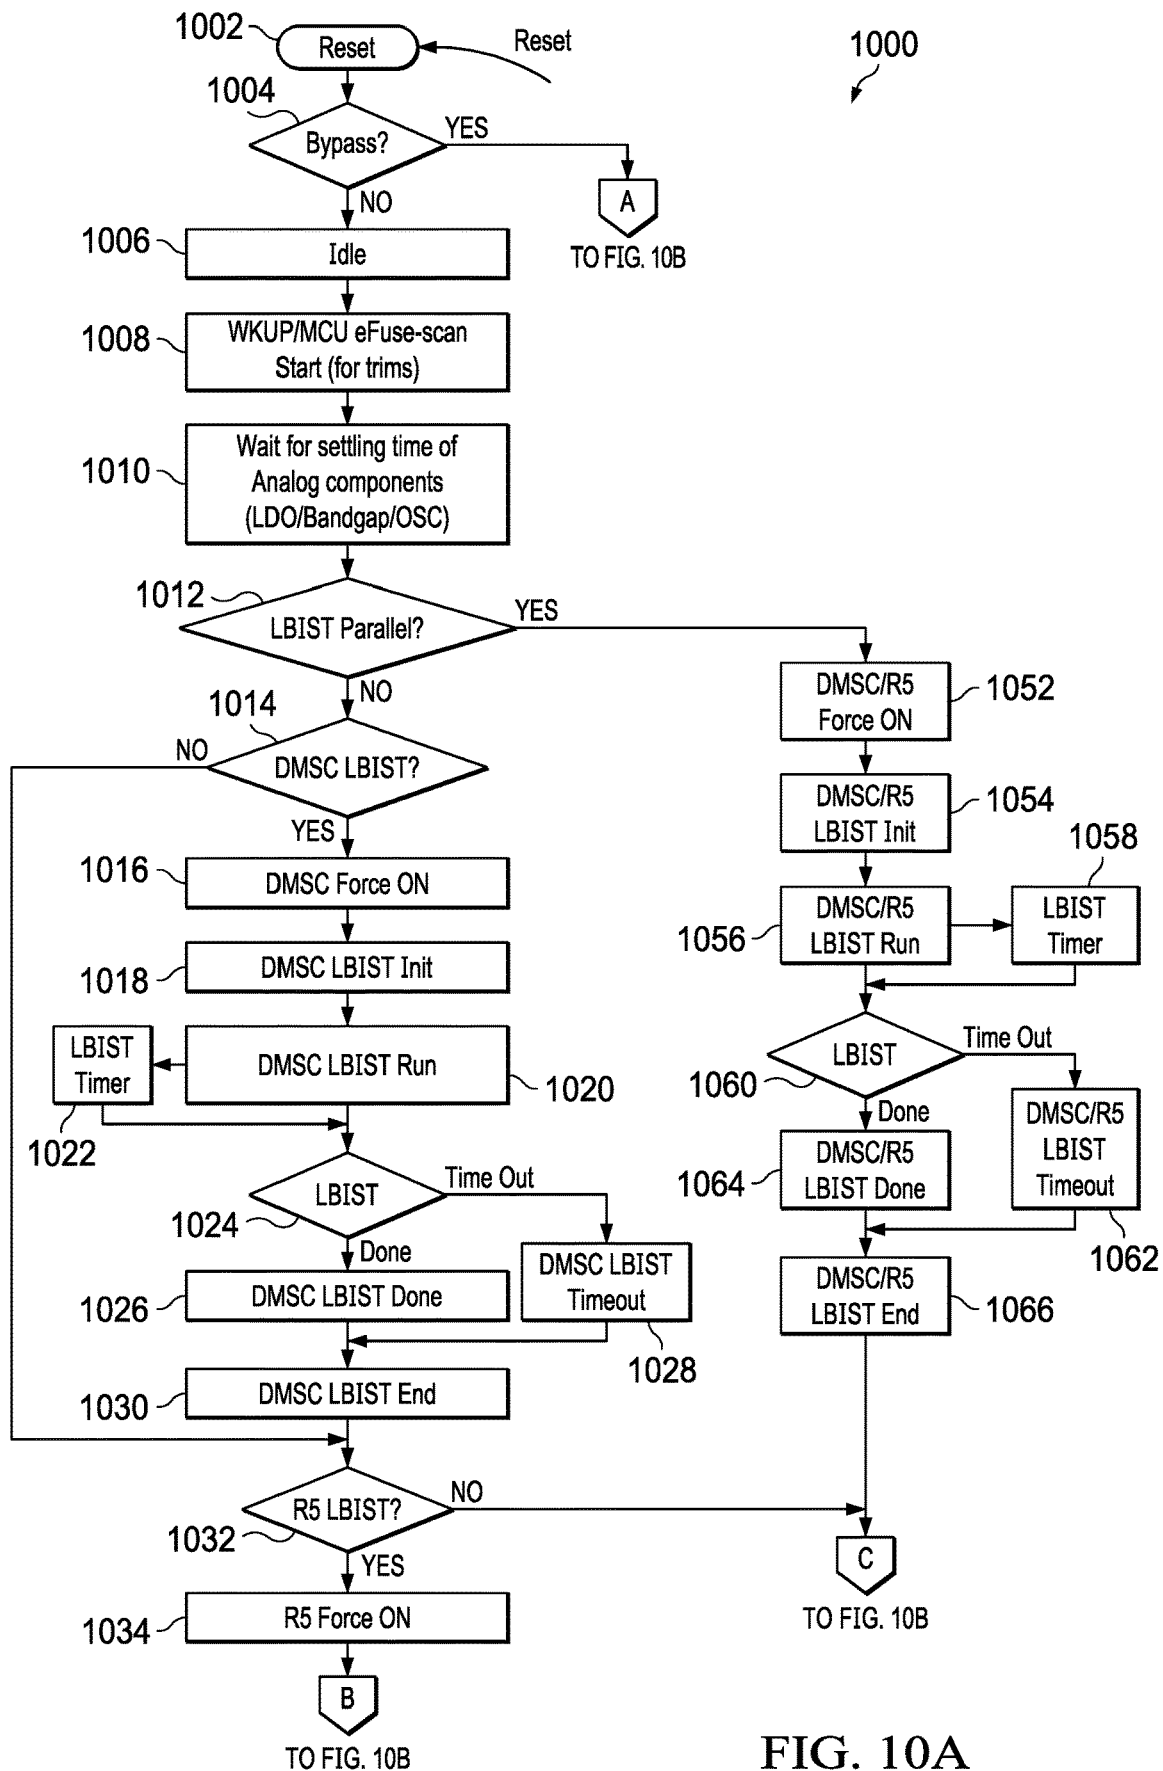 1002
Reset
Reset
1000
1004
Bypass?
YES
NO
A
TO FIG. 10B
1006
Idle
1008
WKUP/MCU eFuse-scan
Start (for trims)
1010
Wait for settling time of
Analog components
(LDO/Bandgap/OSC)
1012
LBIST Parallel?
YES
NO
1014
NO
DMSC LBIST?
YES
DMSC/R5
Force ON
1052
DMSC/R5
LBIST Init
1054
1016
DMSC Force ON
1018
DMSC LBIST Init
1056
DMSC/R5
LBIST Run
1058
LBIST
Timer
LBIST
Timer
1022
DMSC LBIST Run
1020
LBIST
1060
Time Out
Done
1064
DMSC/R5
LBIST Done
DMSC/R5
LBIST
Timeout
1062
LBIST
1024
Time Out
Done
1026
DMSC LBIST Done
DMSC LBIST
Timeout
1028
DMSC/R5
LBIST End
1066
1030
DMSC LBIST End
R5 LBIST?
1032
NO
YES
C
TO FIG. 10B
1034
R5 Force ON
B
TO FIG. 10B
FIG. 10A